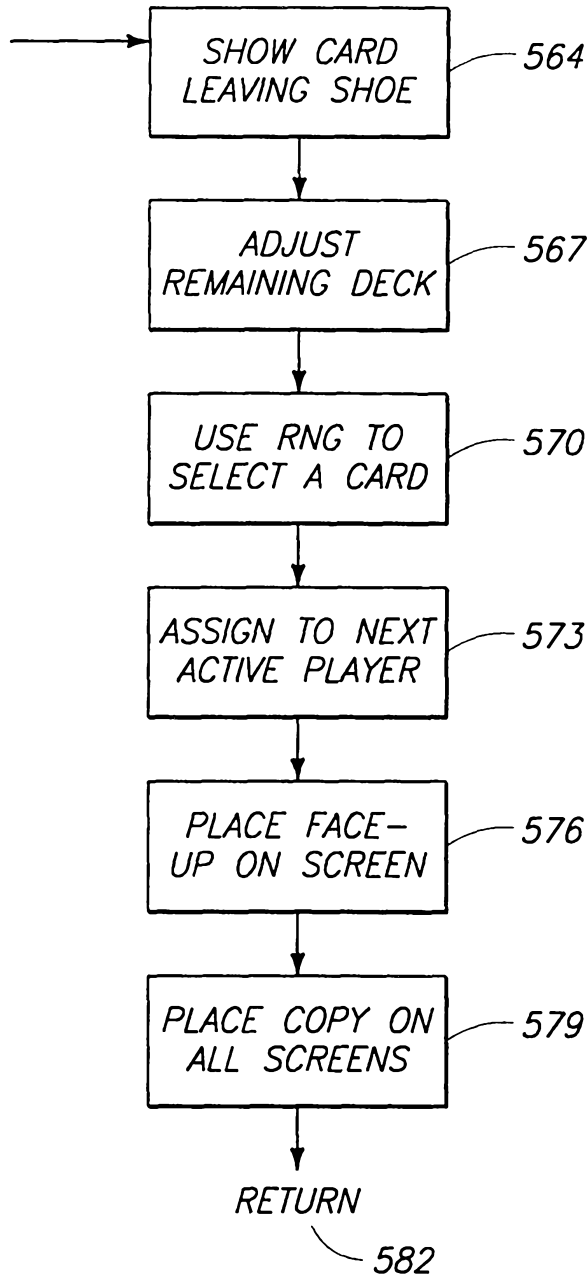 SHOW CARD
LEAVING SHOE
564
ADJUST
REMAINING DECK
567
USE RNG TO
SELECT A CARD
570
ASSIGN TO NEXT
ACTIVE PLAYER
573
PLACE FACE-
UP ON SCREEN
576
PLACE COPY ON
ALL SCREENS
579
RETURN
582